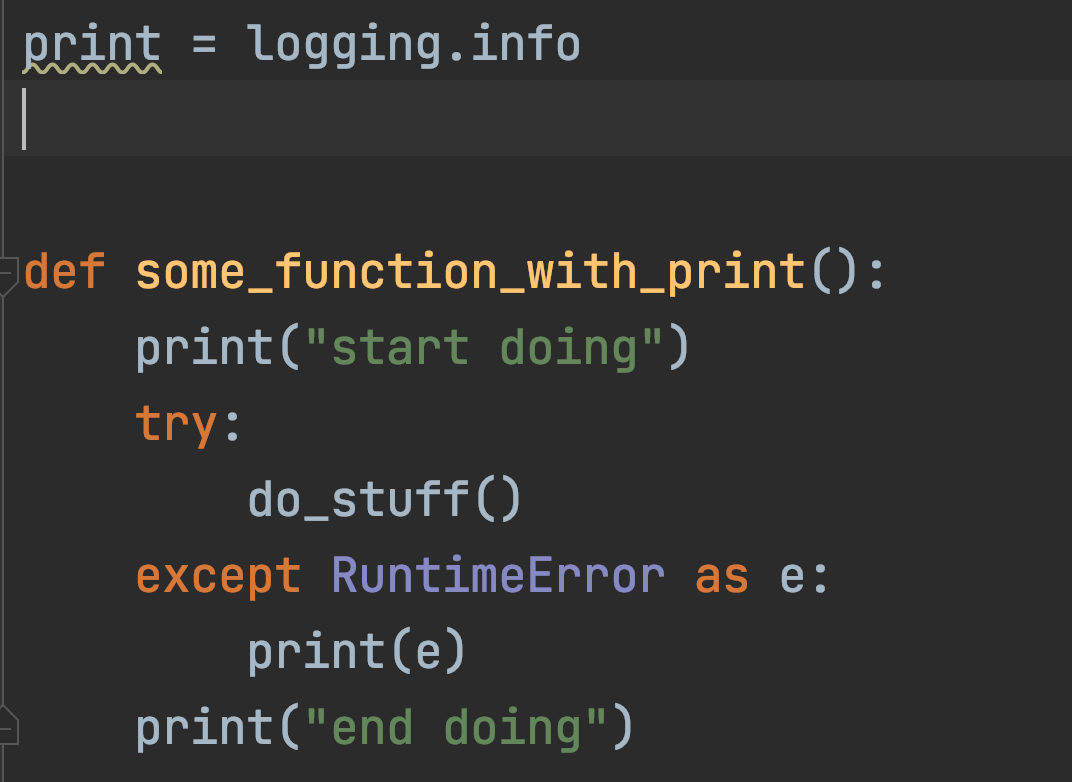 print = logging.info
def some_function_with_print():
    print("start doing")
    try:
        do_stuff()
    except RuntimeError as e:
        print(e)
    print("end doing")